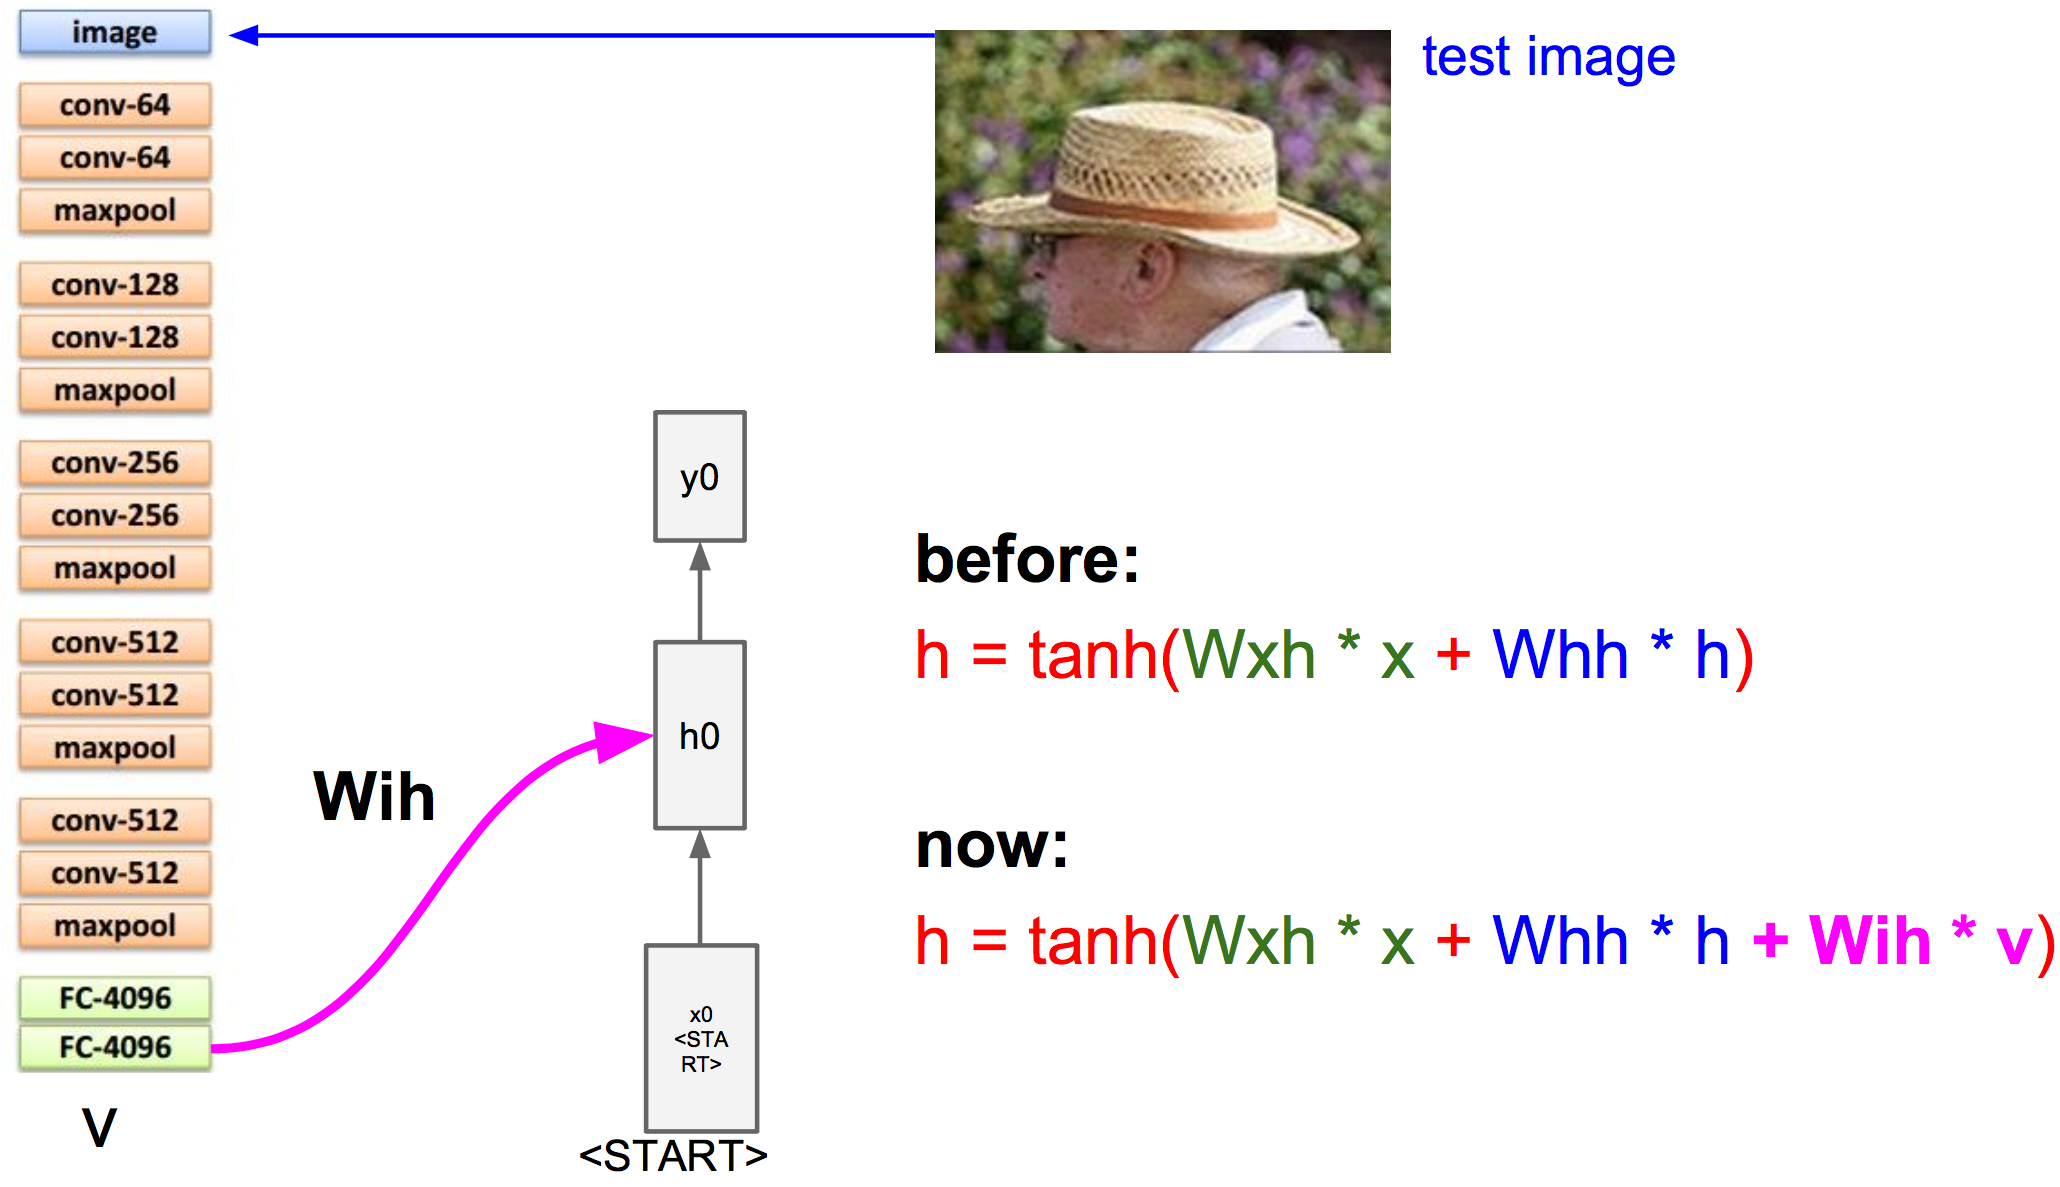 image
conv-64
conv-64
maxpool
conv-128
conv-128
maxpool
conv-256
conv-256
maxpool
conv-512
conv-512
maxpool
conv-512
conv-512
maxpool
FC-4096
FC-4096
v
Wih
y0
h0
x0
<STA
RT>
<START>
test image
before:
h = tanh(Wxh * x + Whh * h)
now:
h = tanh(Wxh * x + Whh * h + Wih * v)